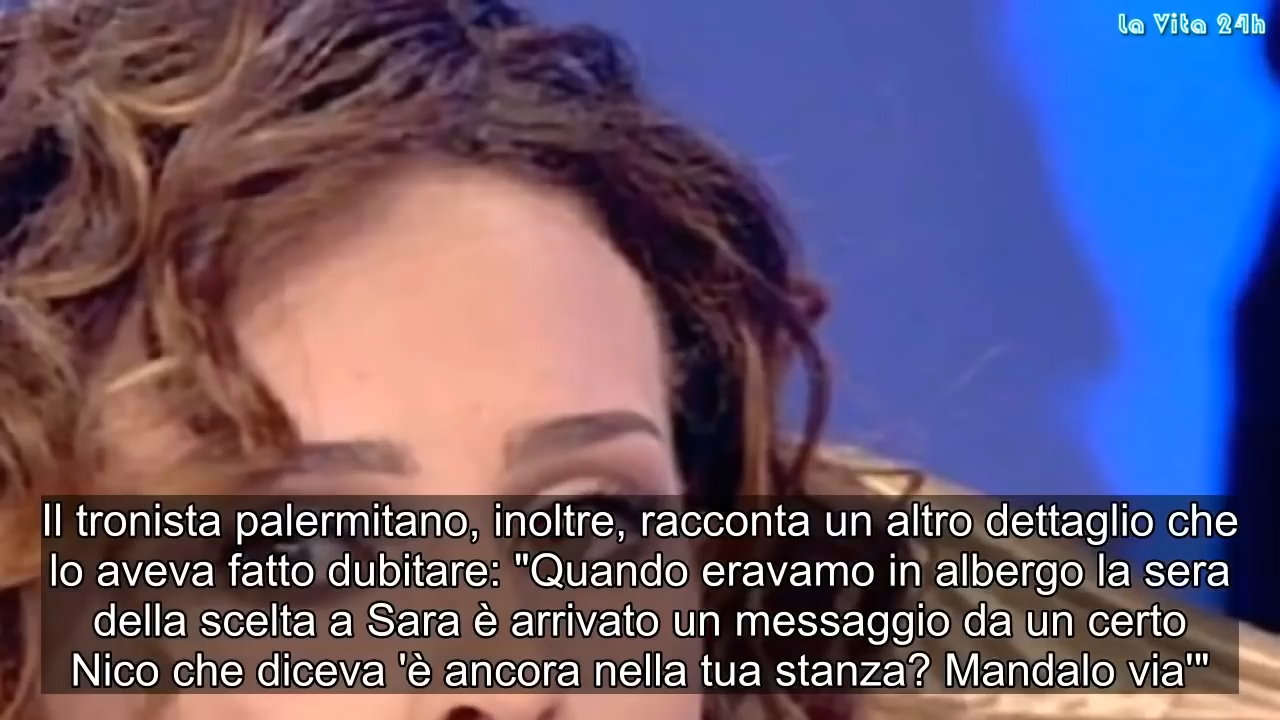 La Vita 24h
Il tronista palermitano, inoltre, racconta un altro dettaglio che
lo aveva fatto dubitare: "Quando eravamo in albergo la sera
della scelta a Sara è arrivato un messaggio da un certo
Nico che diceva 'è ancora nella tua stanza? Mandalo via'"